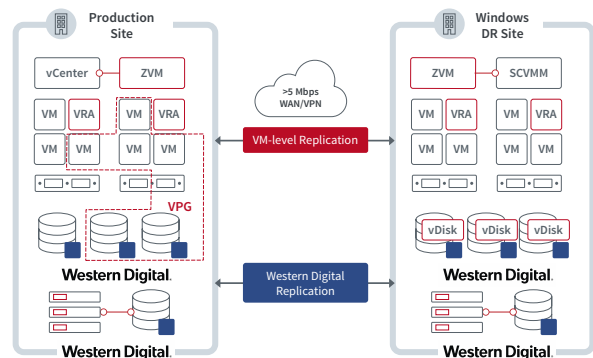 Production
Site
vCenter
ZVM
VM
VRA
VM
VRA
VM
VM
VM
VM
VPG
Western Digital.
Western Digital.
>5 Mbps
WAN/VPN
VM-level Replication
Western Digital
Replication
Windows
DR Site
ZVM
SCVMM
VM
VRA
VM
VRA
VM
VM
VM
VM
vDisk
vDisk
vDisk
Western Digital.
Western Digital.